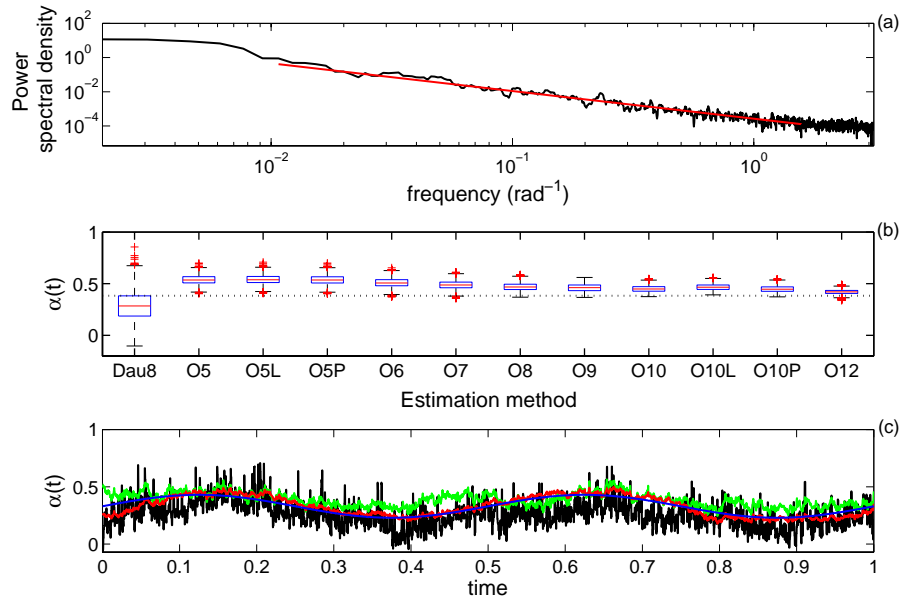 (a)
Power
spectral density
10^2
10^0
10^−2
10^−4
10^−2
10^−1
10^0
frequency (rad^−1)
(b)
α(t)
1
0.5
0
Dau8 O5 O5L O5P O6 O7 O8 O9 O10 O10L O10P O12
Estimation method
(c)
α(t)
1
0.5
0
0 0.1 0.2 0.3 0.4 0.5 0.6 0.7 0.8 0.9 1
time